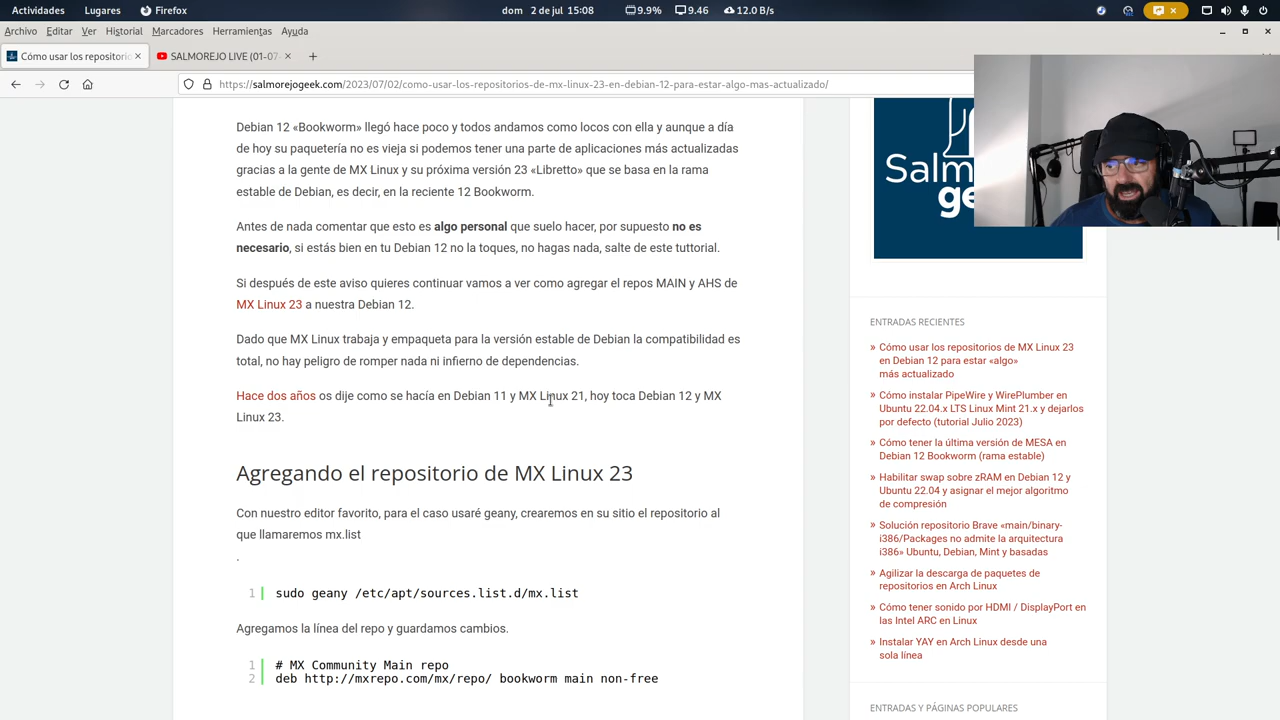 Actividades Lugares Firefox dom 2 de jul 15:08 9.9% 9.46 12.0 B/s
Archivo Editar Ver Historial Marcadores Herramientas Ayuda
Cómo usar los repositorio SALMOREJO LIVE (01-07-
https://salmorejogeek.com/2023/07/02/como-usar-los-repositorios-de-mx-linux-23-en-debian-12-para-estar-algo-mas-actualizado/
Debian 12 «Bookworm» llegó hace poco y todos andamos como locos con ella y aunque a día
de hoy su paquetería no es vieja si podemos tener una parte de aplicaciones más actualizadas
gracias a la gente de MX Linux y su próxima versión 23 «Libretto» que se basa en la rama
estable de Debian, es decir, en la reciente 12 Bookworm.
Antes de nada comentar que esto es algo personal que suelo hacer, por supuesto no es
necesario, si estás bien en tu Debian 12 no la toques, no hagas nada, salte de este tuttorial.
Si después de este aviso quieres continuar vamos a ver como agregar el repos MAIN y AHS de
MX Linux 23 a nuestra Debian 12.
Dado que MX Linux trabaja y empaqueta para la versión estable de Debian la compatibilidad es
total, no hay peligro de romper nada ni infierno de dependencias.
Hace dos años os dije como se hacía en Debian 11 y MX Linux 21, hoy toca Debian 12 y MX
Linux 23.
Agregando el repositorio de MX Linux 23
Con nuestro editor favorito, para el caso usaré geany, crearemos en su sitio el repositorio al
que llamaremos mx.list
.
1 sudo geany /etc/apt/sources.list.d/mx.list
Agregamos la línea del repo y guardamos cambios.
1 # MX Community Main repo
2 deb http://mxrepo.com/mx/repo/ bookworm main non-free
Salm
ge
ENTRADAS RECIENTES
» Cómo usar los repositorios de MX Linux 23
en Debian 12 para estar «algo»
más actualizado
» Cómo instalar PipeWire y WirePlumber en
Ubuntu 22.04.x LTS Linux Mint 21.x y dejarlos
por defecto (tutorial Julio 2023)
» Cómo tener la última versión de MESA en
Debian 12 Bookworm (rama estable)
» Habilitar swap sobre zRAM en Debian 12 y
Ubuntu 22.04 y asignar el mejor algoritmo
de compresión
» Solución repositorio Brave «main/binary-
i386/Packages no admite la arquitectura
i386» Ubuntu, Debian, Mint y basadas
» Agilizar la descarga de paquetes de
repositorios en Arch Linux
» Cómo tener sonido por HDMI / DisplayPort en
las Intel ARC en Linux
» Instalar YAY en Arch Linux desde una
sola línea
ENTRADAS Y PÁGINAS POPULARES